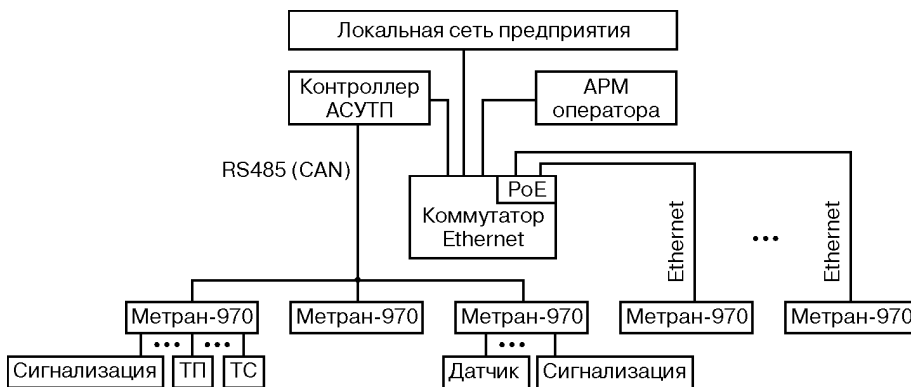 Локальная сеть предприятия
Контроллер
АСУТП
АРМ
оператора
RS485 (CAN)
PoE
Коммутатор
Ethernet
Ethernet
...
Ethernet
Метран-970
Метран-970
Метран-970
Метран-970
Метран-970
... ...
...
Сигнализация
ТП
ТС
Датчик
Сигнализация